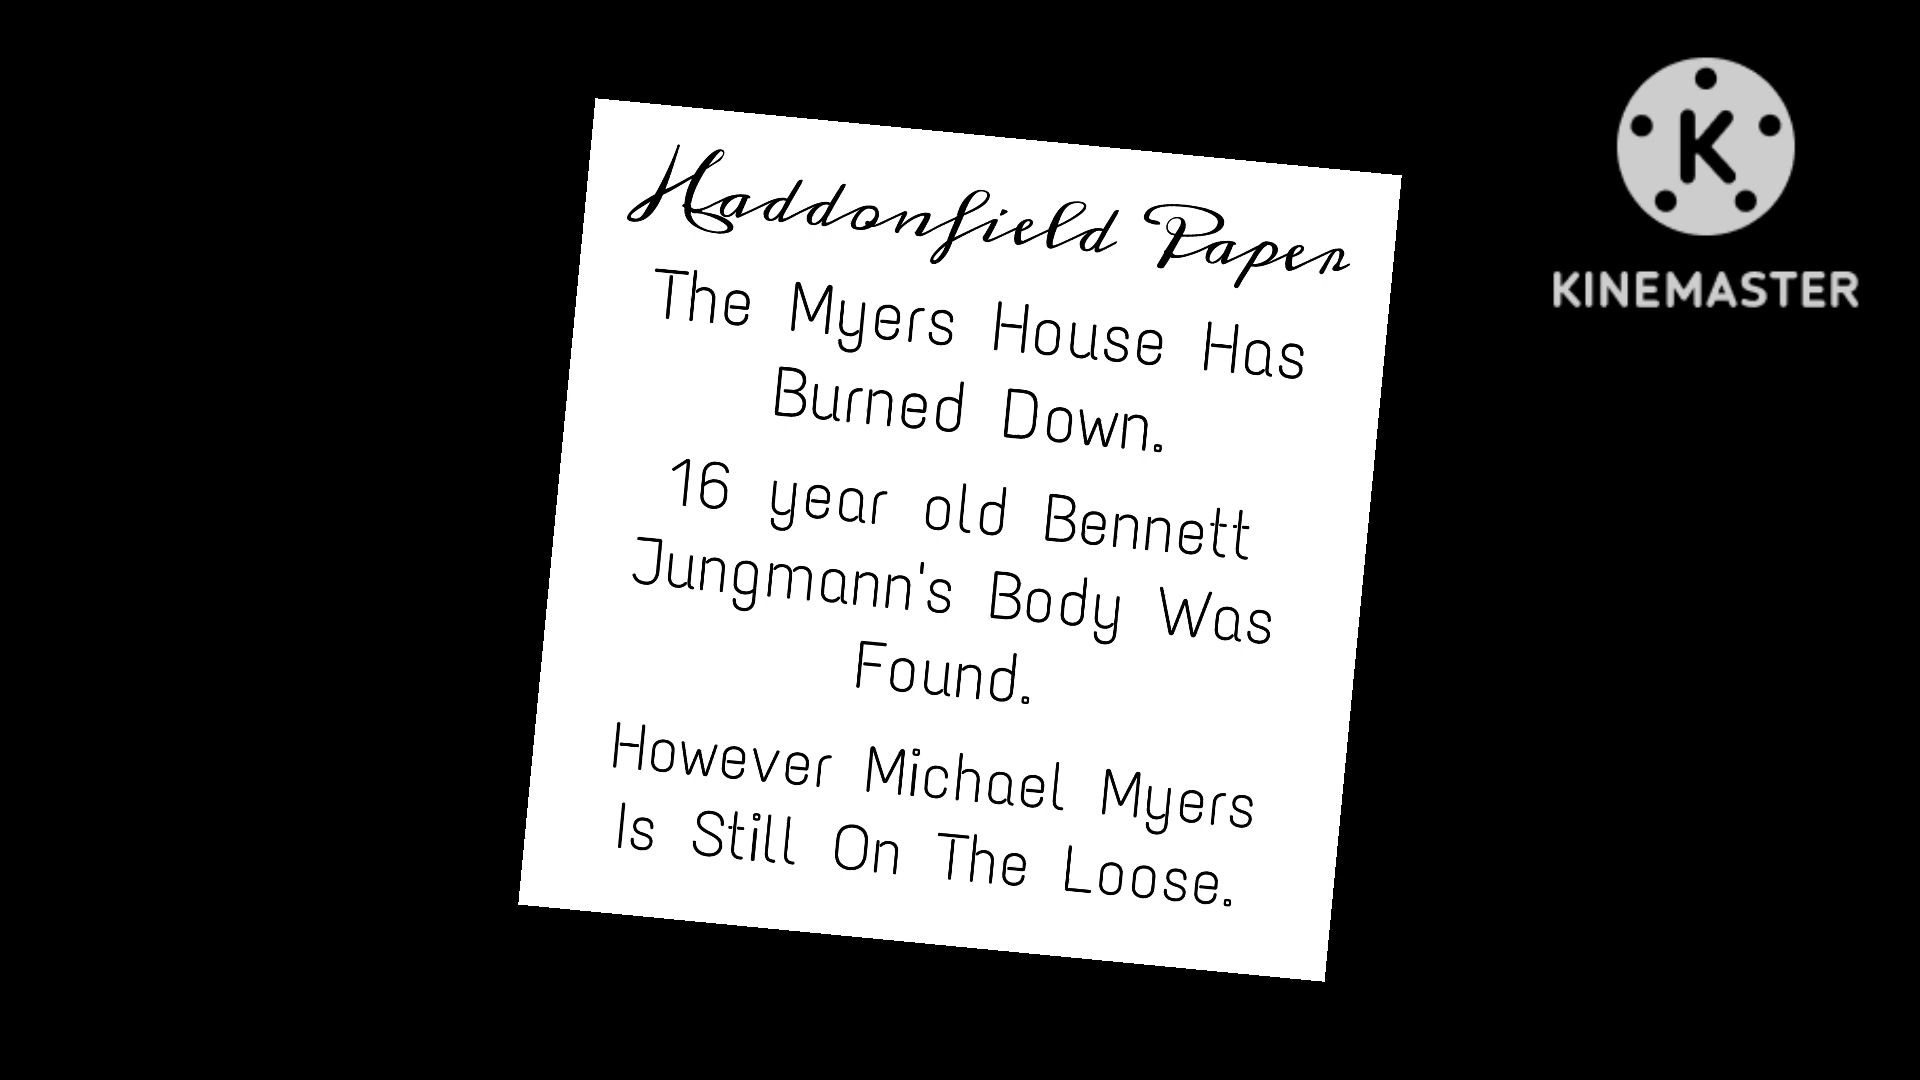 Haddonfield Paper
The Myers House Has
Burned Down.
16 year old Bennett
Jungmann's Body Was
Found.
However Michael Myers
Is Still On The Loose.
K
KINEMASTER